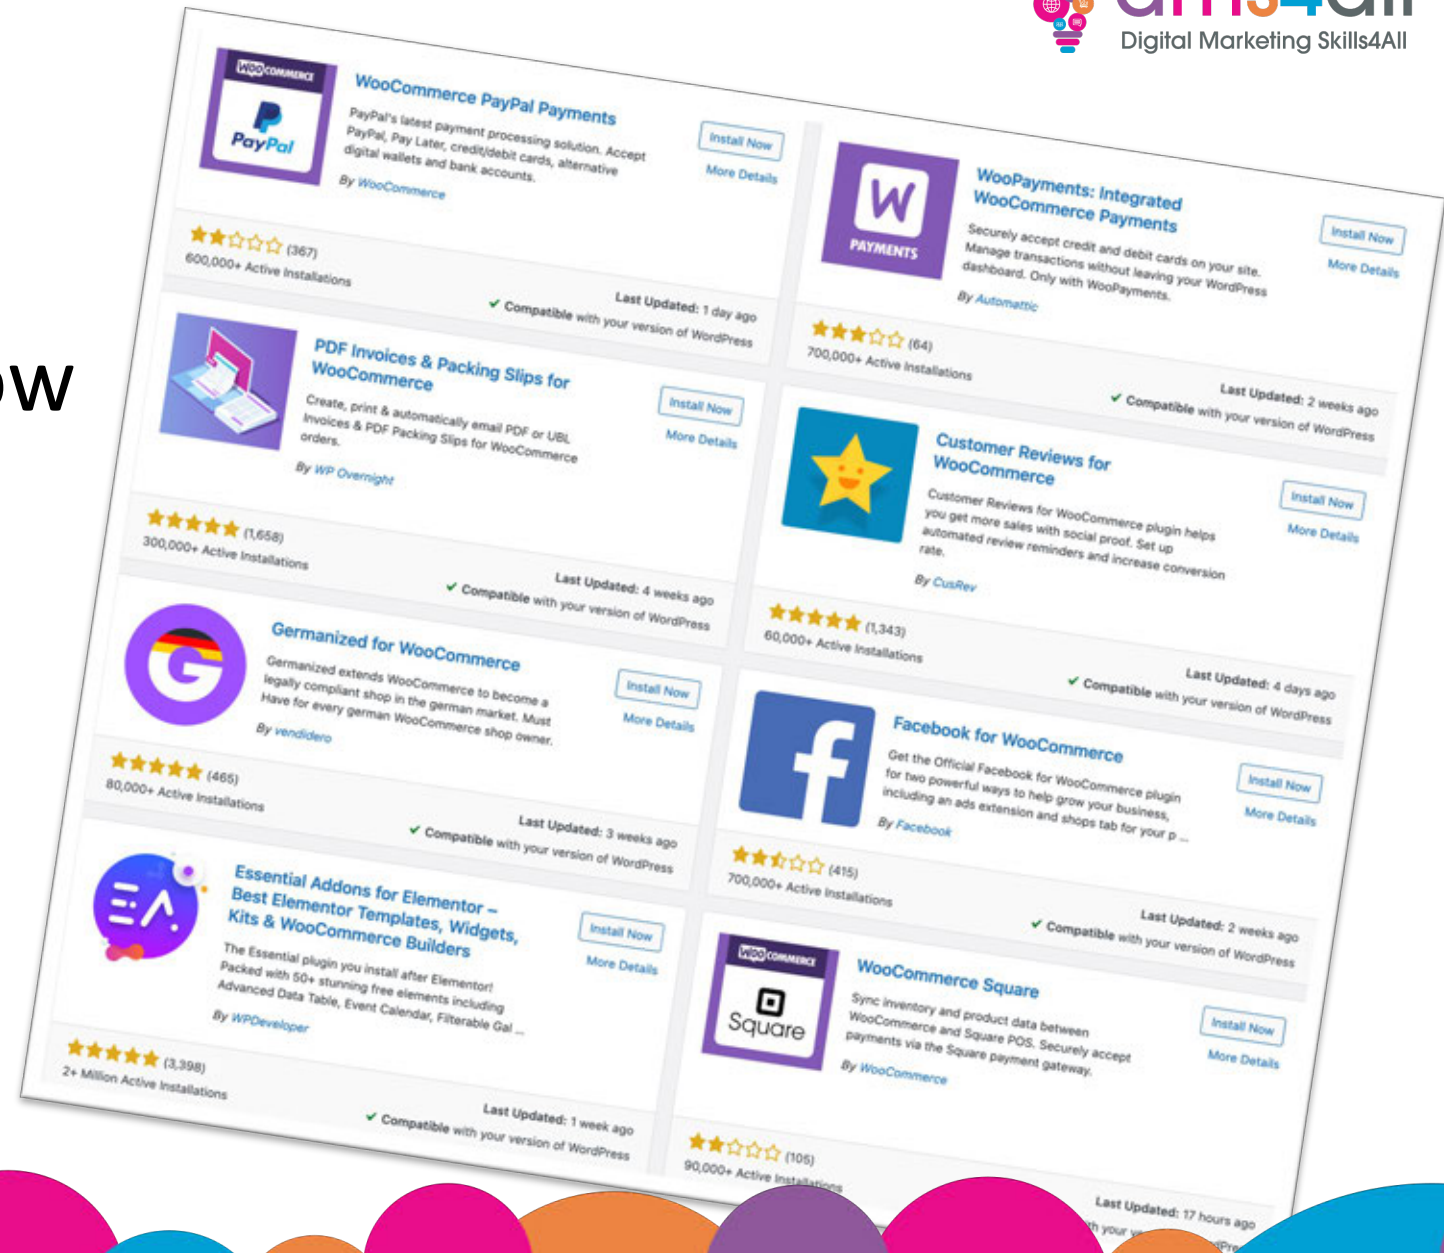 Digital Marketing Skills4All
WOO COMMERCE
PayPal
WooCommerce PayPal Payments
PayPal's latest payment processing solution. Accept
PayPal, Pay Later, credit/debit cards, alternative
digital wallets and bank accounts.
By WooCommerce
Install Now
More Details
(367)
600,000+ Active Installations
Last Updated: 1 day ago
✔ Compatible with your version of WordPress
W
PAYMENTS
WooPayments: Integrated
WooCommerce Payments
Securely accept credit and debit cards on your site.
Manage transactions without leaving your WordPress
dashboard. Only with WooPayments.
By Automattic
Install Now
More Details
(64)
700,000+ Active Installations
Last Updated: 2 weeks ago
✔ Compatible with your version of WordPress
PDF Invoices & Packing Slips for
WooCommerce
Create, print & automatically email PDF or UBL
Invoices & PDF Packing Slips for WooCommerce
orders.
By WP Overnight
Install Now
More Details
(1,658)
300,000+ Active Installations
Last Updated: 4 weeks ago
✔ Compatible with your version of WordPress
Customer Reviews for
WooCommerce
Customer Reviews for WooCommerce plugin helps
you get more sales with social proof. Set up
automated review reminders and increase conversion
rate.
By CusRev
Install Now
More Details
(1,343)
60,000+ Active Installations
Last Updated: 4 days ago
✔ Compatible with your version of WordPress
G
Germanized for WooCommerce
Germanized extends WooCommerce to become a
legally compliant shop in the german market. Must
Have for every german WooCommerce shop owner.
By vendidero
Install Now
More Details
(465)
80,000+ Active Installations
Last Updated: 3 weeks ago
✔ Compatible with your version of WordPress
f
Facebook for WooCommerce
Get the Official Facebook for WooCommerce plugin
for two powerful ways to help grow your business,
including an ads extension and shops tab for your p ...
By Facebook
Install Now
More Details
(415)
700,000+ Active Installations
Last Updated: 2 weeks ago
✔ Compatible with your version of WordPress
EA
Essential Addons for Elementor –
Best Elementor Templates, Widgets,
Kits & WooCommerce Builders
The Essential plugin you install after Elementor!
Packed with 50+ stunning free elements including
Advanced Data Table, Event Calendar, Filterable Gal ...
By WPDeveloper
Install Now
More Details
(3,398)
2+ Million Active Installations
Last Updated: 1 week ago
✔ Compatible with your version of WordPress
WOO COMMERCE
Square
WooCommerce Square
Sync inventory and product data between
WooCommerce and Square POS. Securely accept
payments via the Square payment gateway.
By WooCommerce
Install Now
More Details
(105)
90,000+ Active Installations
Last Updated: 17 hours ago